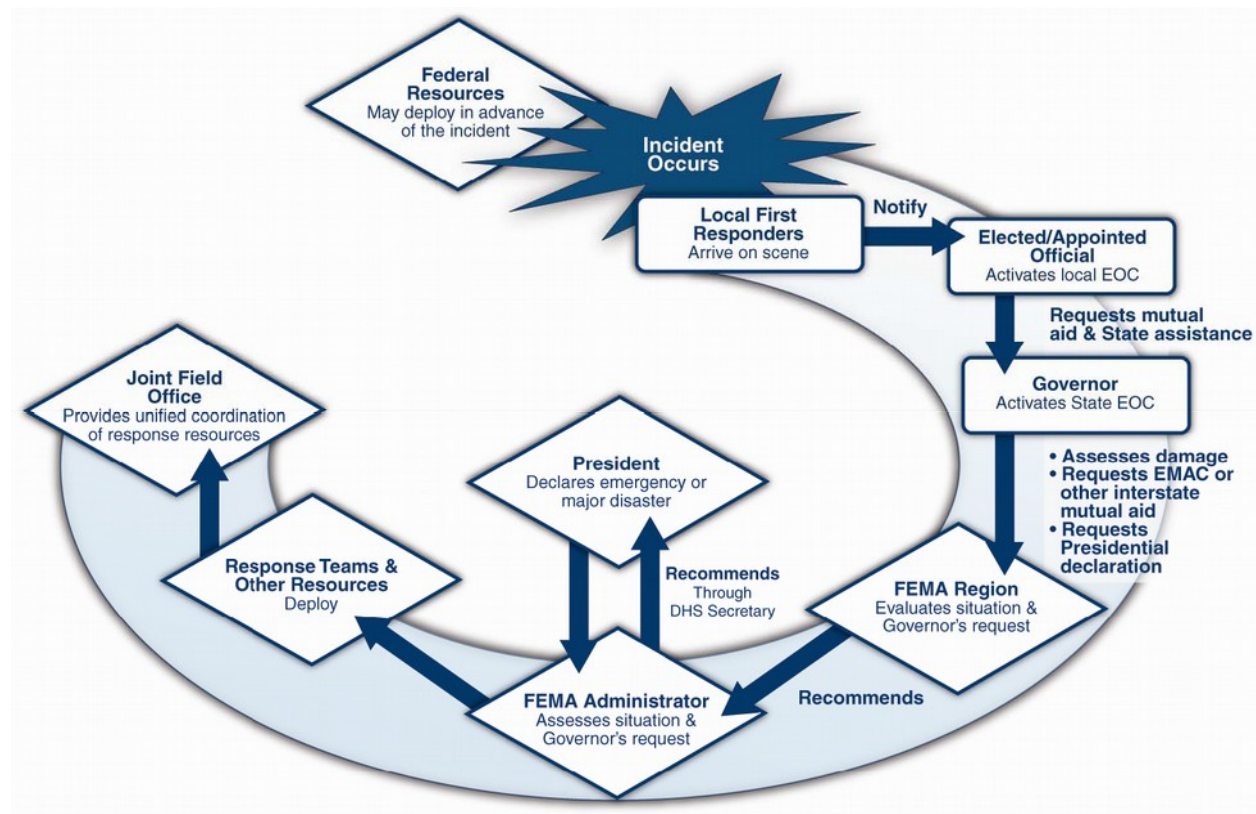 Federal
Resources
May deploy in advance
of the incident
Incident
Occurs
Local First
Responders
Arrive on scene
Notify
Elected/Appointed
Official
Activates local EOC
Requests mutual
aid & State assistance
Governor
Activates State EOC
• Assesses damage
• Requests EMAC or
other interstate
mutual aid
• Requests
Presidential
declaration
FEMA Region
Evaluates situation &
Governor's request
Recommends
FEMA Administrator
Assesses situation &
Governor's request
Recommends
Through
DHS Secretary
President
Declares emergency or
major disaster
Response Teams &
Other Resources
Deploy
Joint Field
Office
Provides unified coordination
of response resources